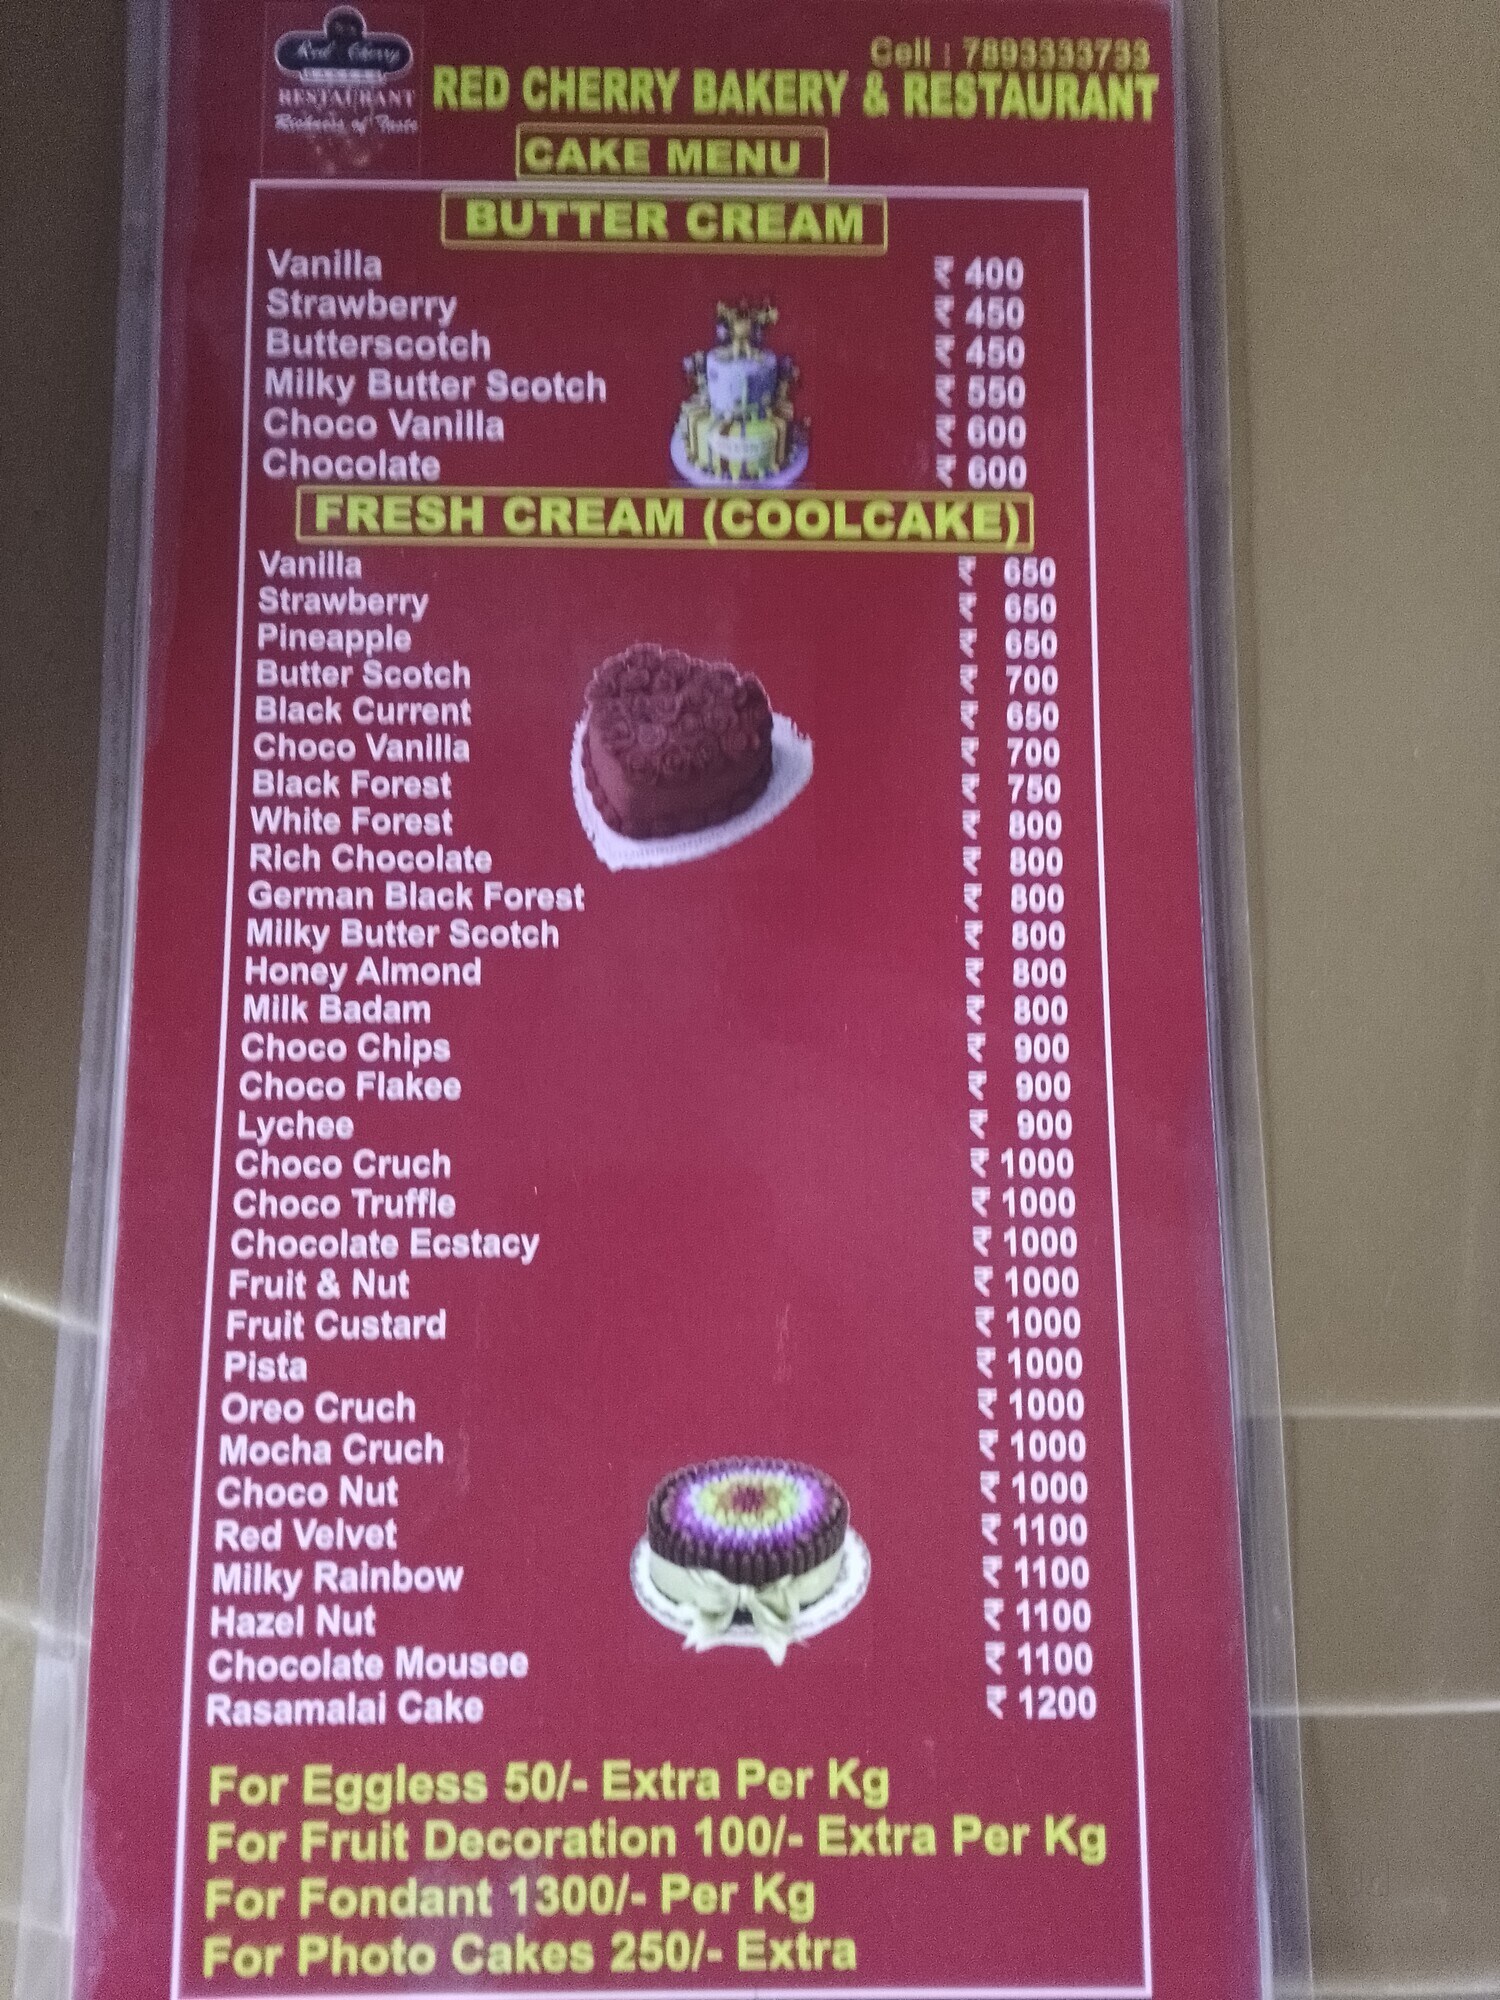 Red Cherry
RESTAURANT
Richness of Taste
Cell : 7893333733
RED CHERRY BAKERY & RESTAURANT
CAKE MENU
BUTTER CREAM
Vanilla ₹ 400
Strawberry ₹ 450
Butterscotch ₹ 450
Milky Butter Scotch ₹ 550
Choco Vanilla ₹ 600
Chocolate ₹ 600
FRESH CREAM (COOLCAKE)
Vanilla ₹ 650
Strawberry ₹ 650
Pineapple ₹ 650
Butter Scotch ₹ 700
Black Current ₹ 650
Choco Vanilla ₹ 700
Black Forest ₹ 750
White Forest ₹ 800
Rich Chocolate ₹ 800
German Black Forest ₹ 800
Milky Butter Scotch ₹ 800
Honey Almond ₹ 800
Milk Badam ₹ 800
Choco Chips ₹ 900
Choco Flakee ₹ 900
Lychee ₹ 900
Choco Cruch ₹ 1000
Choco Truffle ₹ 1000
Chocolate Ecstacy ₹ 1000
Fruit & Nut ₹ 1000
Fruit Custard ₹ 1000
Pista ₹ 1000
Oreo Cruch ₹ 1000
Mocha Cruch ₹ 1000
Choco Nut ₹ 1000
Red Velvet ₹ 1100
Milky Rainbow ₹ 1100
Hazel Nut ₹ 1100
Chocolate Mousee ₹ 1100
Rasamalai Cake ₹ 1200
For Eggless 50/- Extra Per Kg
For Fruit Decoration 100/- Extra Per Kg
For Fondant 1300/- Per Kg
For Photo Cakes 250/- Extra